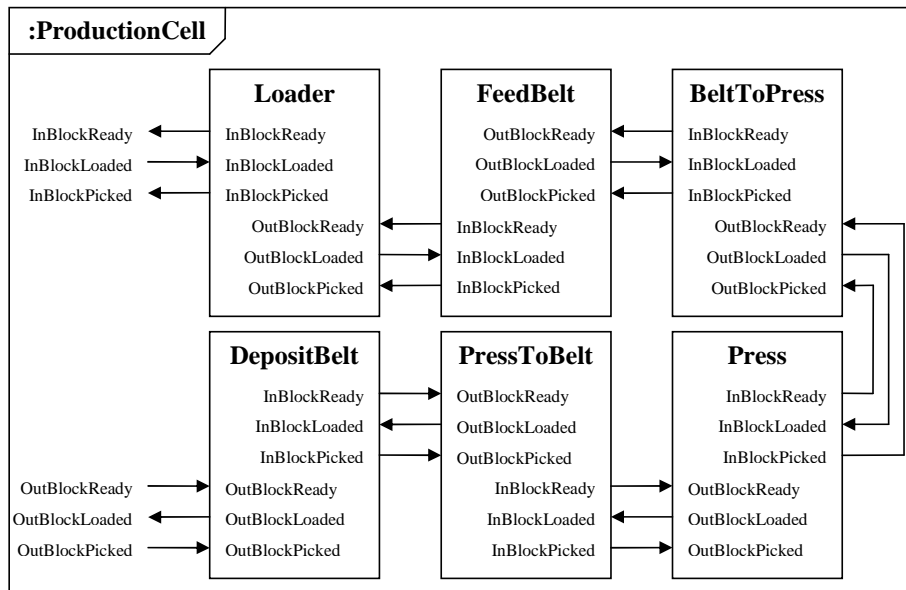 :ProductionCell
Loader
FeedBelt
BeltToPress
InBlockReady
InBlockReady
OutBlockReady
InBlockReady
InBlockLoaded
InBlockLoaded
OutBlockLoaded
InBlockLoaded
InBlockPicked
InBlockPicked
OutBlockPicked
InBlockPicked
OutBlockReady
InBlockReady
OutBlockReady
OutBlockLoaded
InBlockLoaded
OutBlockLoaded
OutBlockPicked
InBlockPicked
OutBlockPicked
DepositBelt
PressToBelt
Press
InBlockReady
OutBlockReady
InBlockReady
InBlockLoaded
OutBlockLoaded
InBlockLoaded
InBlockPicked
OutBlockPicked
InBlockPicked
OutBlockReady
OutBlockReady
InBlockReady
OutBlockReady
OutBlockLoaded
OutBlockLoaded
InBlockLoaded
OutBlockLoaded
OutBlockPicked
OutBlockPicked
InBlockPicked
OutBlockPicked